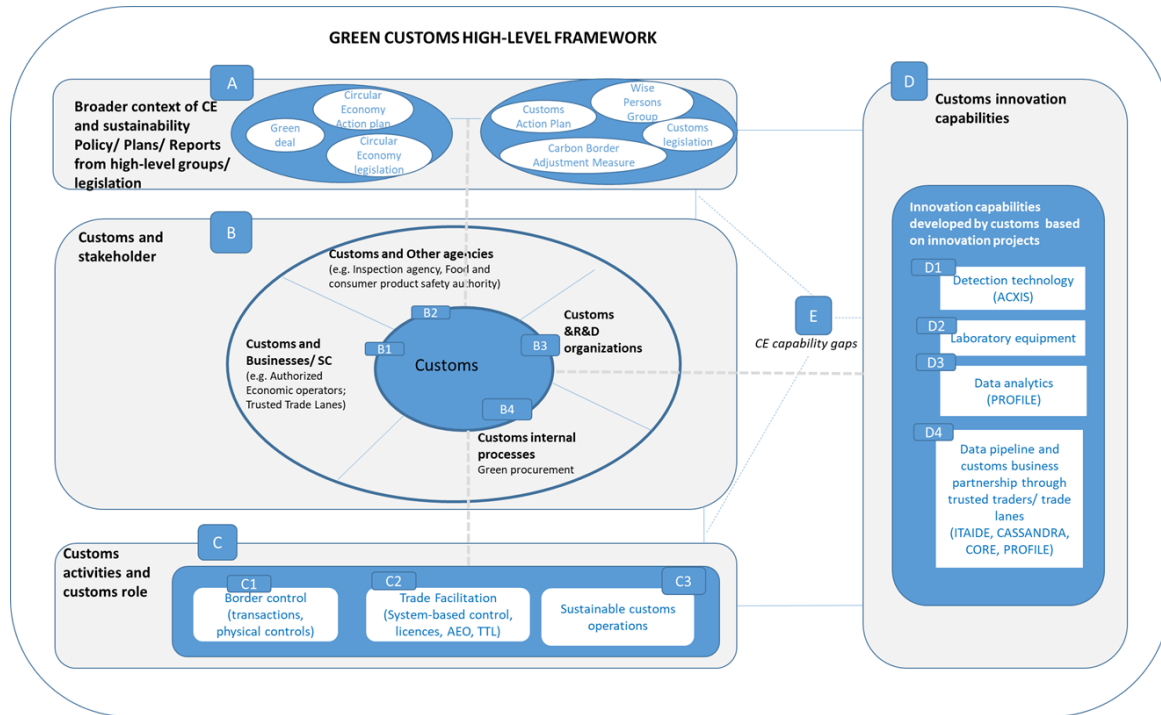 GREEN CUSTOMS HIGH-LEVEL FRAMEWORK
A
Broader context of CE
and sustainability
Policy/ Plans/ Reports
from high-level groups/
legislation
Circular
Economy
Action plan
Green
deal
Circular
Economy
legislation
Customs
Action Plan
Wise
Persons
Group
Customs
legislation
Carbon Border
Adjustment Measure
B
Customs and
stakeholder
Customs and Other agencies
(e.g. Inspection agency, Food and
consumer product safety authority)
B2
B1
Customs and
Businesses/ SC
(e.g. Authorized
Economic operators;
Trusted Trade Lanes)
Customs
B3
Customs
&R&D
organizations
B4
Customs internal
processes
Green procurement
C
Customs
activities and
customs role
C1
Border control
(transactions,
physical controls)
C2
Trade Facilitation
(System-based control,
licences, AEO, TTL)
C3
Sustainable customs
operations
E
CE capability gaps
D
Customs innovation
capabilities
Innovation capabilities
developed by customs based
on innovation projects
D1
Detection technology
(ACXIS)
D2
Laboratory equipment
D3
Data analytics
(PROFILE)
D4
Data pipeline and
customs business
partnership through
trusted traders/ trade
lanes
(ITAIDE, CASSANDRA,
CORE, PROFILE)